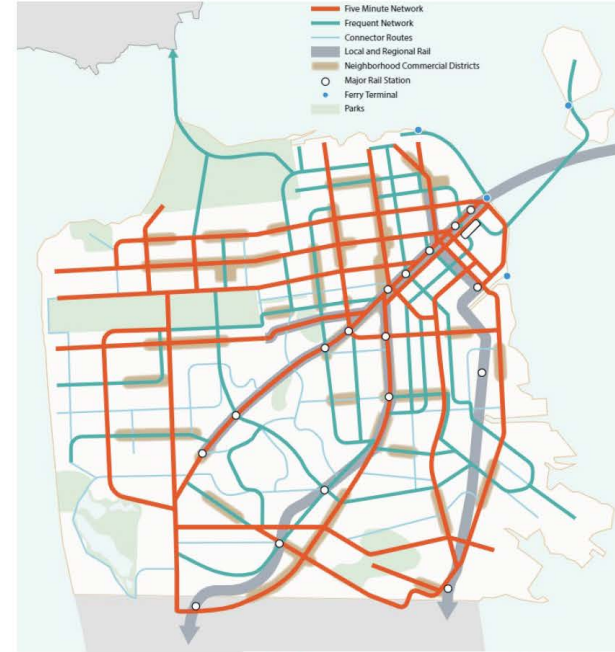 Five Minute Network
Frequent Network
Connector Routes
Local and Regional Rail
Neighborhood Commercial Districts
Major Rail Station
Ferry Terminal
Parks